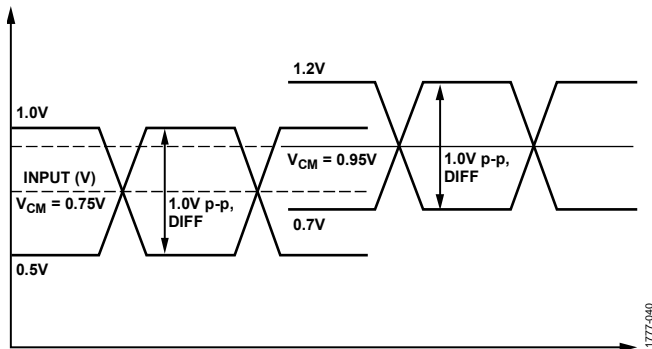 1.2V
1.0V
INPUT (V)
V_CM = 0.75V
1.0V p-p,
DIFF
0.5V
V_CM = 0.95V
1.0V p-p,
DIFF
0.7V
1777-040